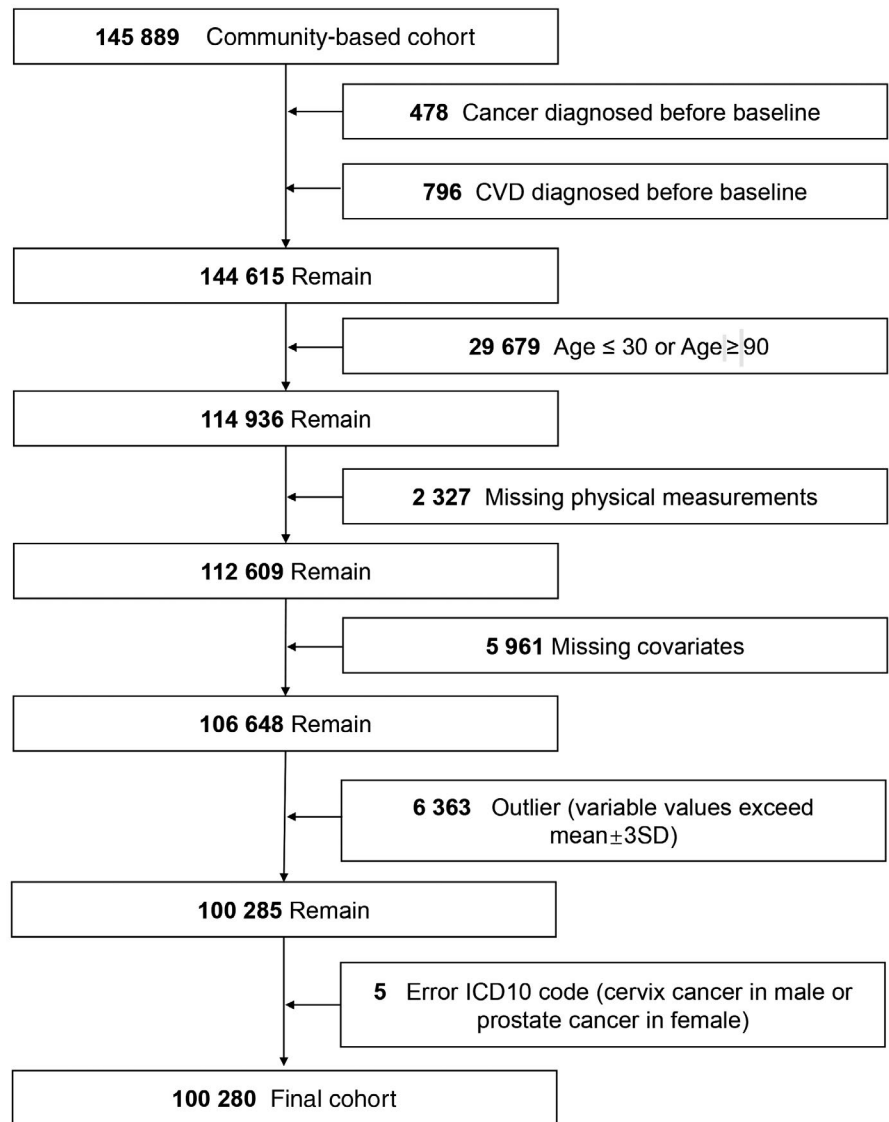 145 889 Community-based cohort
478 Cancer diagnosed before baseline
796 CVD diagnosed before baseline
144 615 Remain
29 679 Age ≤ 30 or Age ≥ 90
114 936 Remain
2 327 Missing physical measurements
112 609 Remain
5 961 Missing covariates
106 648 Remain
6 363 Outlier (variable values exceed
mean±3SD)
100 285 Remain
5 Error ICD10 code (cervix cancer in male or
prostate cancer in female)
100 280 Final cohort